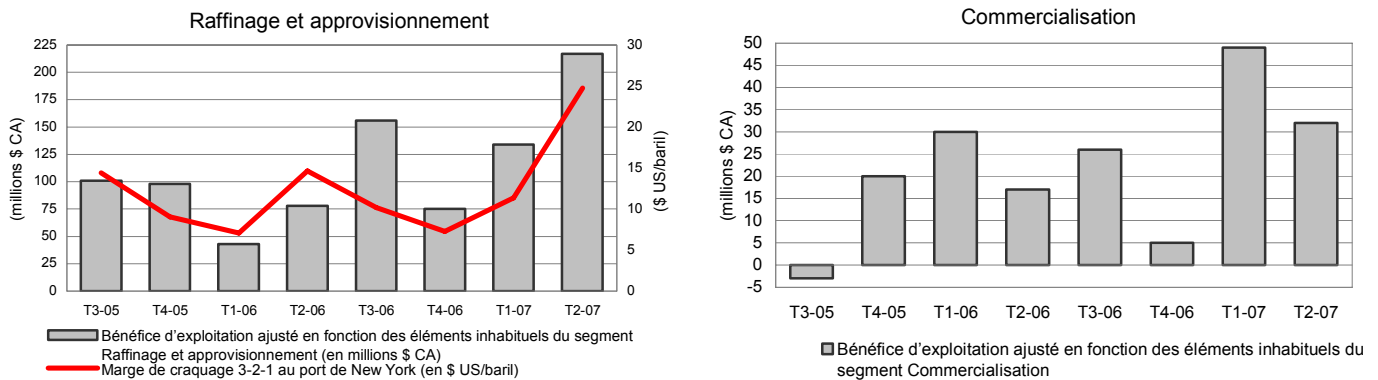 Raffinage et approvisionnement
(millions $ CA)
225
200
175
150
125
100
75
50
25
0
30
25
20
15
10
5
0
($ US/baril)
T3-05 T4-05 T1-06 T2-06 T3-06 T4-06 T1-07 T2-07
Bénéfice d'exploitation ajusté en fonction des éléments inhabituels du segment
Raffinage et approvisionnement (en millions $ CA)
Marge de craquage 3-2-1 au port de New York (en $ US/baril)
Commercialisation
(millions $ CA)
50
45
40
35
30
25
20
15
10
5
0
-5
T3-05 T4-05 T1-06 T2-06 T3-06 T4-06 T1-07 T2-07
Bénéfice d'exploitation ajusté en fonction des éléments inhabituels du
segment Commercialisation